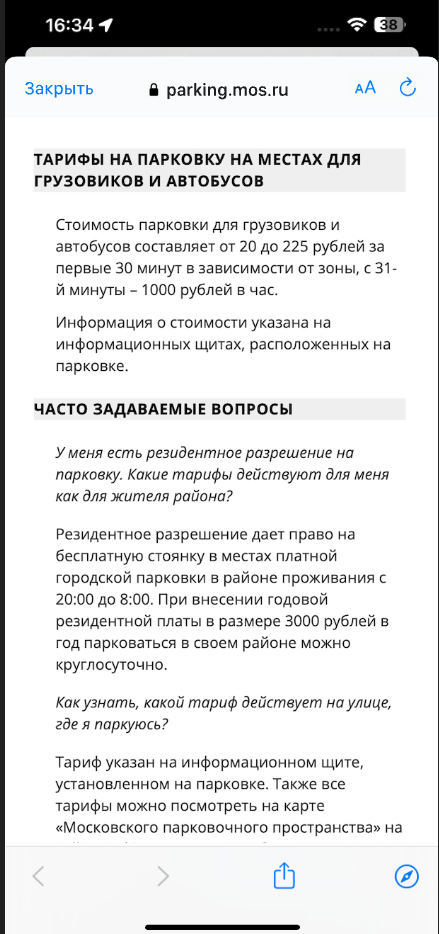 16:34
38
Закрыть
parking.mos.ru
AA
ТАРИФЫ НА ПАРКОВКУ НА МЕСТАХ ДЛЯ
ГРУЗОВИКОВ И АВТОБУСОВ
Стоимость парковки для грузовиков и
автобусов составляет от 20 до 225 рублей за
первые 30 минут в зависимости от зоны, с 31-
й минуты – 1000 рублей в час.
Информация о стоимости указана на
информационных щитах, расположенных на
парковке.
ЧАСТО ЗАДАВАЕМЫЕ ВОПРОСЫ
У меня есть резидентное разрешение на
парковку. Какие тарифы действуют для меня
как для жителя района?
Резидентное разрешение дает право на
бесплатную стоянку в местах платной
городской парковки в районе проживания с
20:00 до 8:00. При внесении годовой
резидентной платы в размере 3000 рублей в
год парковаться в своем районе можно
круглосуточно.
Как узнать, какой тариф действует на улице,
где я паркуюсь?
Тариф указан на информационном щите,
установленном на парковке. Также все
тарифы можно посмотреть на карте
«Московского парковочного пространства» на